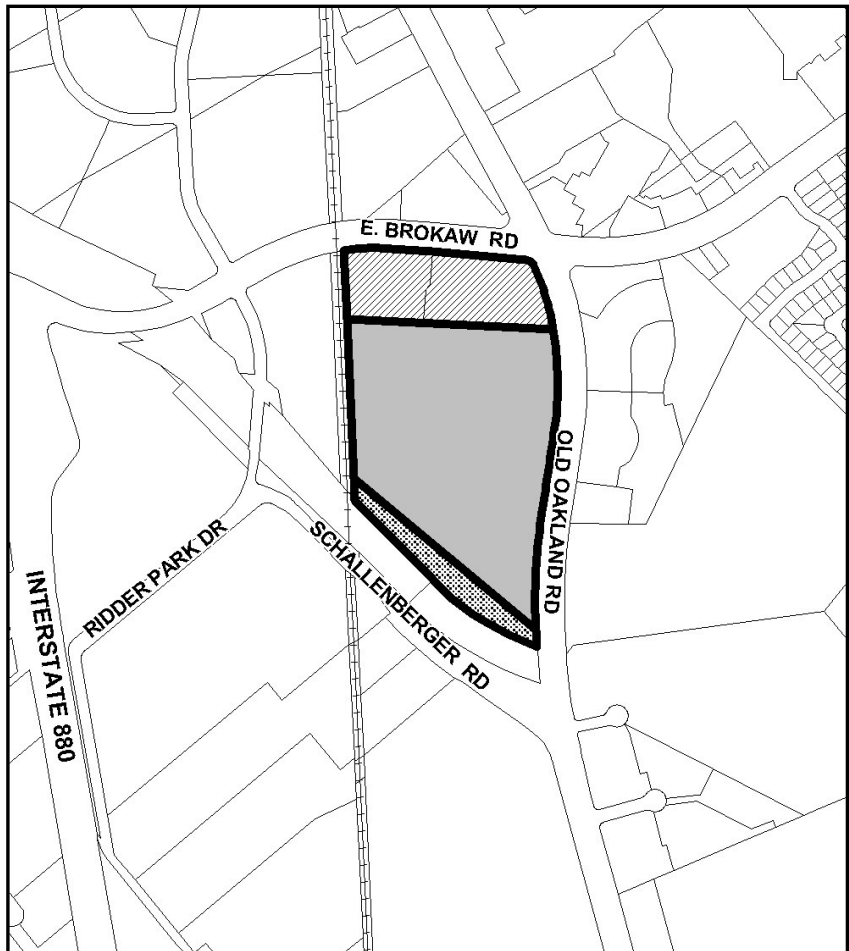 E. BROKAW RD
OLD OAKLAND RD
SCHALLENBERGER RD
RIDDER PARK DR
INTERSTATE 880